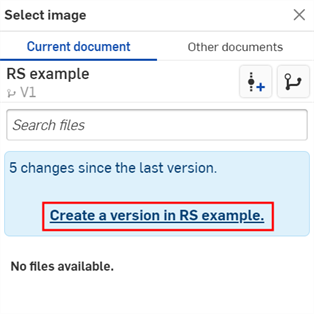 Select image
Current document
Other documents
RS example
V1
Search files
5 changes since the last version.
Create a version in RS example.
No files available.